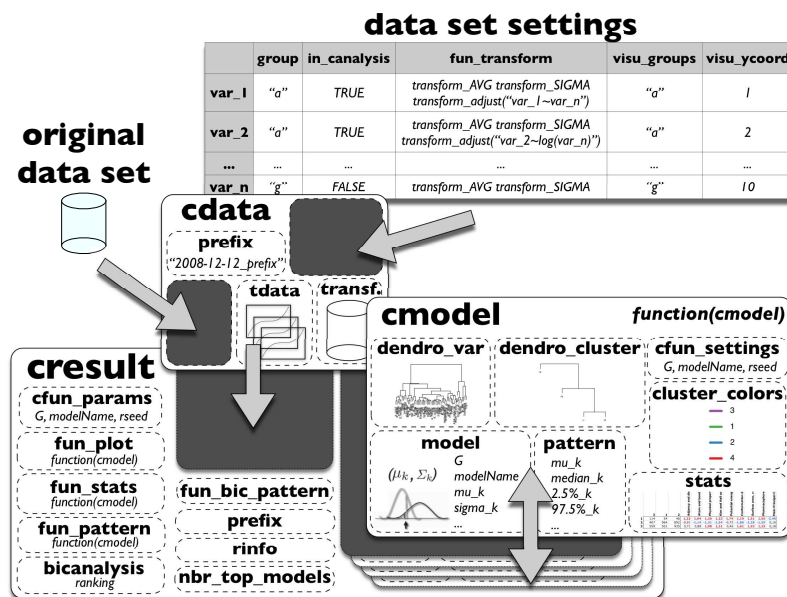 data set settings
group in_canalysis fun_transform visu_groups visu_ycoord
var_1 "a" TRUE transform_AVG transform_SIGMA transform_adjust("var_1~var_n") "a" 1
var_2 "a" TRUE transform_AVG transform_SIGMA transform_adjust("var_2~log(var_n)") "a" 2
... ... ... ... ... ...
var_n "g" FALSE transform_AVG transform_SIGMA "g" 10
original
data set
cdata
prefix
"2008-12-12_prefix"
tdata
transf.
cmodel
function(cmodel)
dendro_var
dendro_cluster
cfun_settings
G, modelName, rseed
cluster_colors
3
1
2
4
model
(μk, Σk)
G
modelName
mu_k
sigma_k
...
pattern
mu_k
median_k
2.5%_k
97.5%_k
...
stats
cresult
cfun_params
G, modelName, rseed
fun_plot
function(cmodel)
fun_stats
function(cmodel)
fun_pattern
function(cmodel)
bicanalysis
ranking
fun_bic_pattern
prefix
rinfo
nbr_top_models